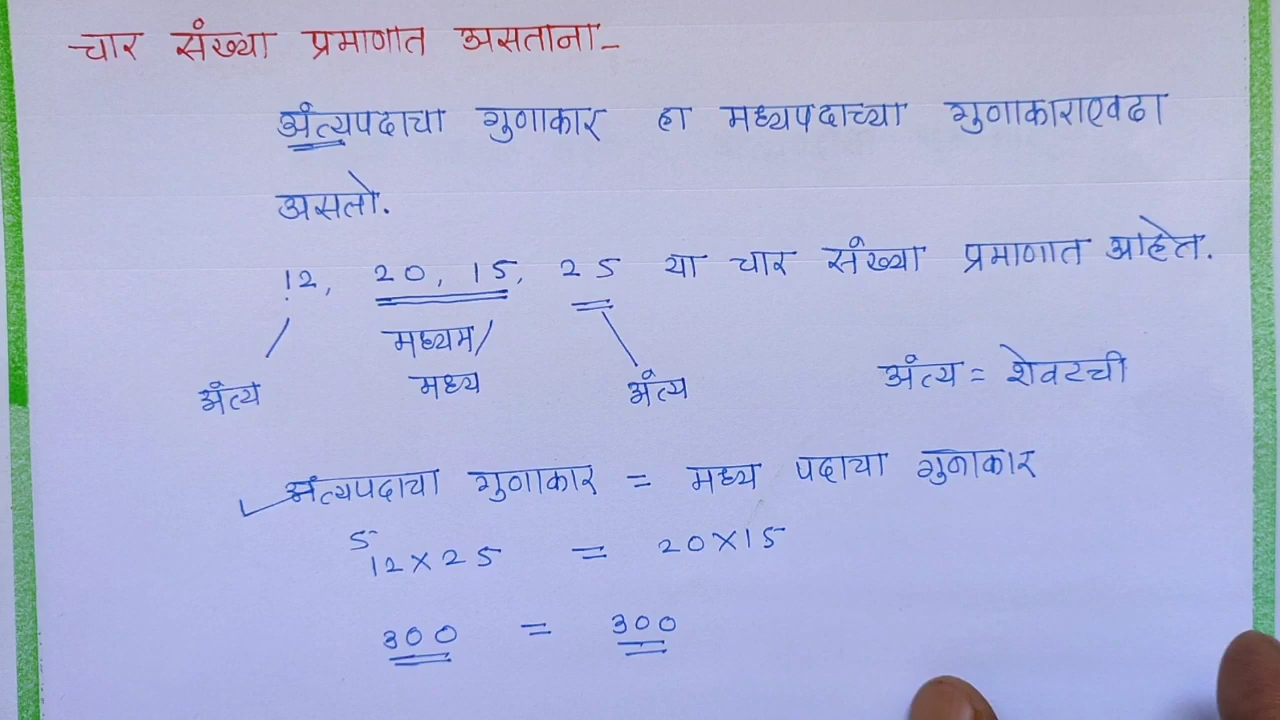 चार संख्या प्रमाणात असताना-
अंत्यपदाचा गुणाकार हा मध्यपदाच्या गुणाकाराएवढा
असतो.
12, 20, 15, 25 या चार संख्या प्रमाणात आहेत.
मध्यम/
अंत्य मध्य अंत्य अंत्य = शेवटची
अंत्यपदाचा गुणाकार = मध्य पदाचा गुणाकार
5
12×25 = 20×15
300 = 300